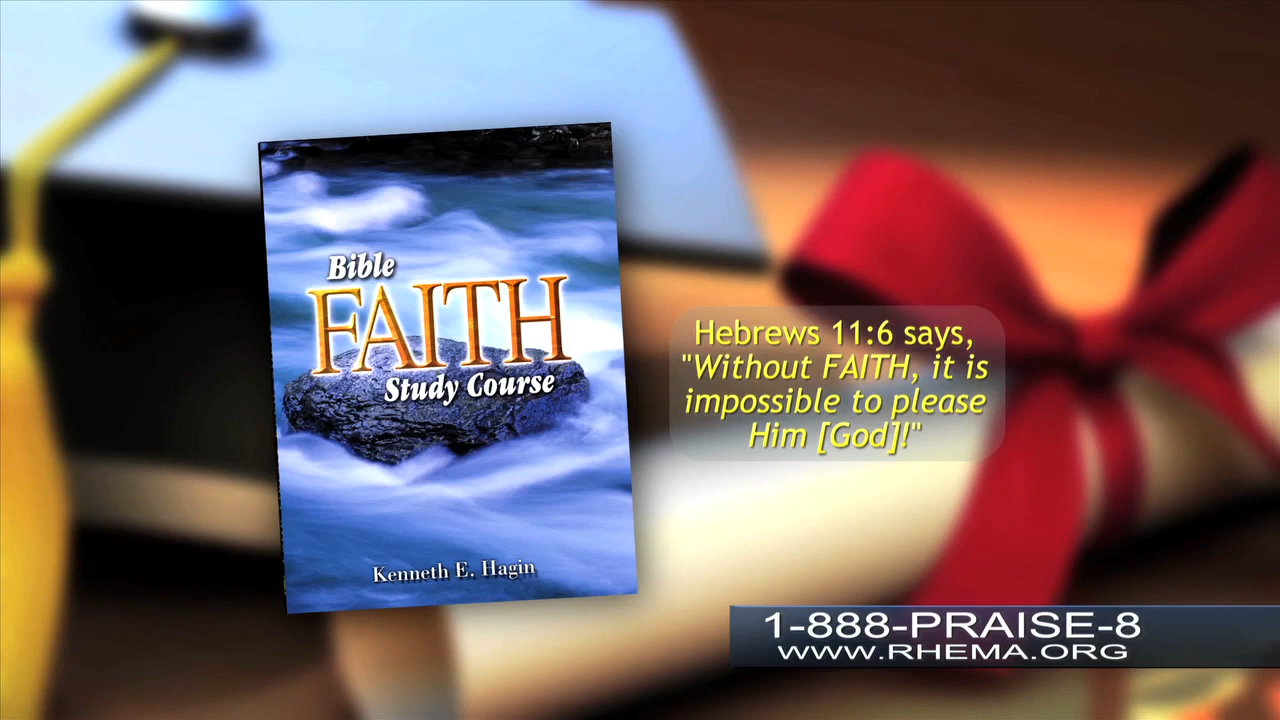 Bible
FAITH
Study Course
Kenneth E. Hagin
Hebrews 11:6 says,
"Without FAITH, it is
impossible to please
Him [God]!"
1-888-PRAISE-8
WWW.RHEMA.ORG